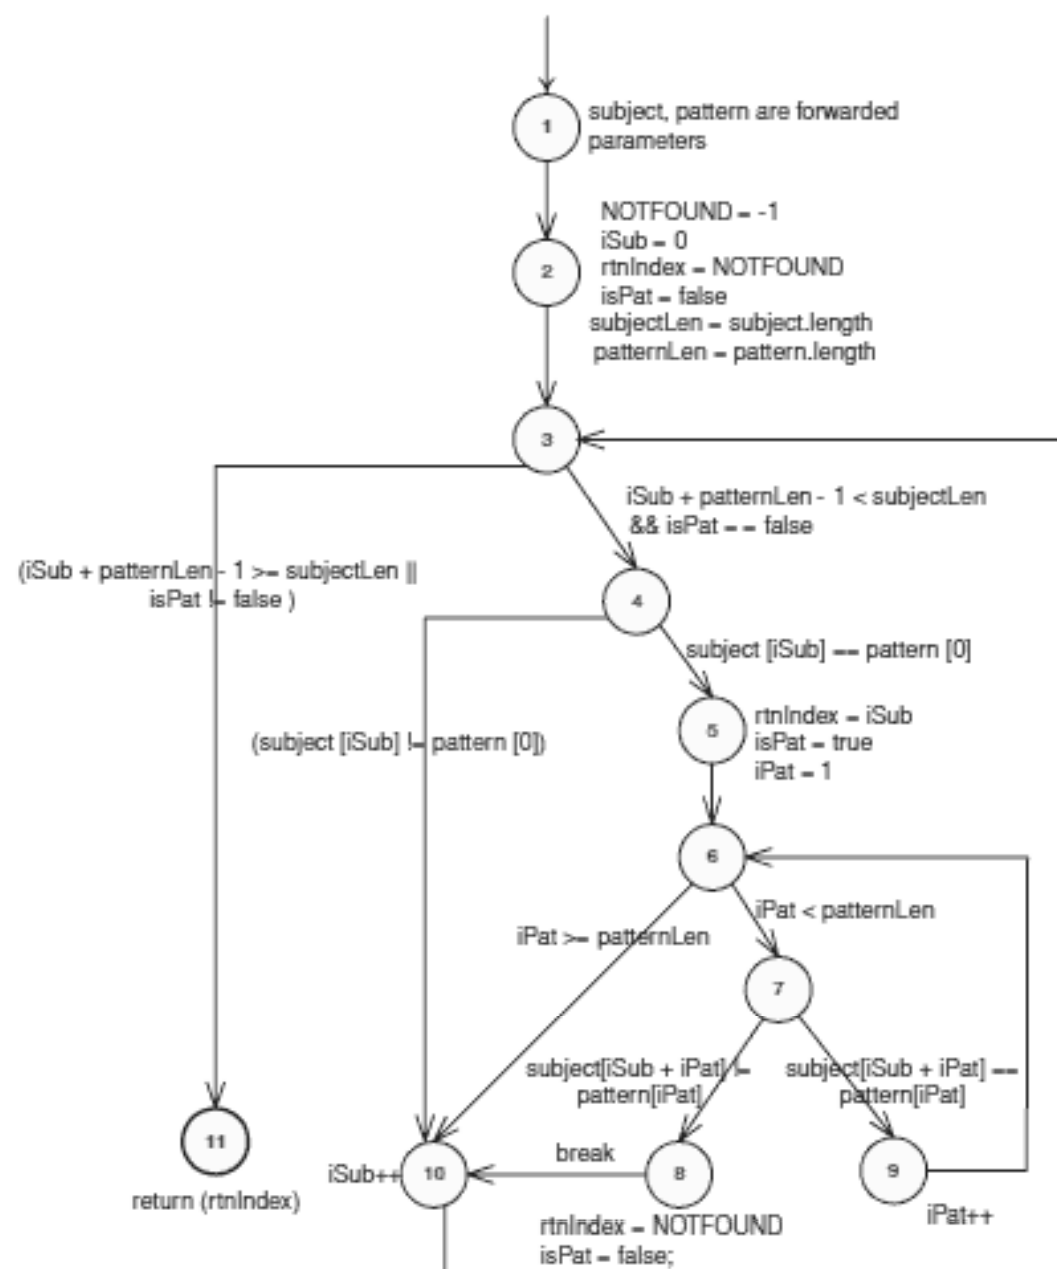 1
subject, pattern are forwarded
parameters
2
NOTFOUND = -1
iSub = 0
rtnIndex = NOTFOUND
isPat = false
subjectLen = subject.length
patternLen = pattern.length
3
iSub + patternLen - 1 < subjectLen
&& isPat = = false
(iSub + patternLen - 1 >= subjectLen ||
isPat != false )
4
subject [iSub] == pattern [0]
(subject [iSub] != pattern [0])
5
rtnIndex = iSub
isPat = true
iPat = 1
6
iPat < patternLen
iPat >= patternLen
7
subject[iSub + iPat] !=
pattern[iPat]
subject[iSub + iPat] ==
pattern[iPat]
11
return (rtnIndex)
iSub++
10
break
8
rtnIndex = NOTFOUND
isPat = false;
9
iPat++